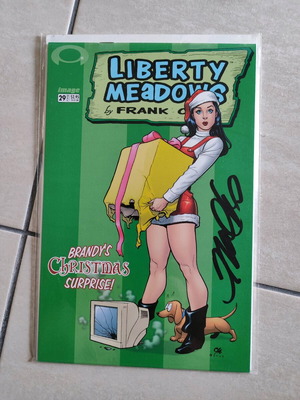 image
29
LIBERTY
MEADOWS
by FRANK
BRANDY'S
CHRISTMAS
SURPRISE!